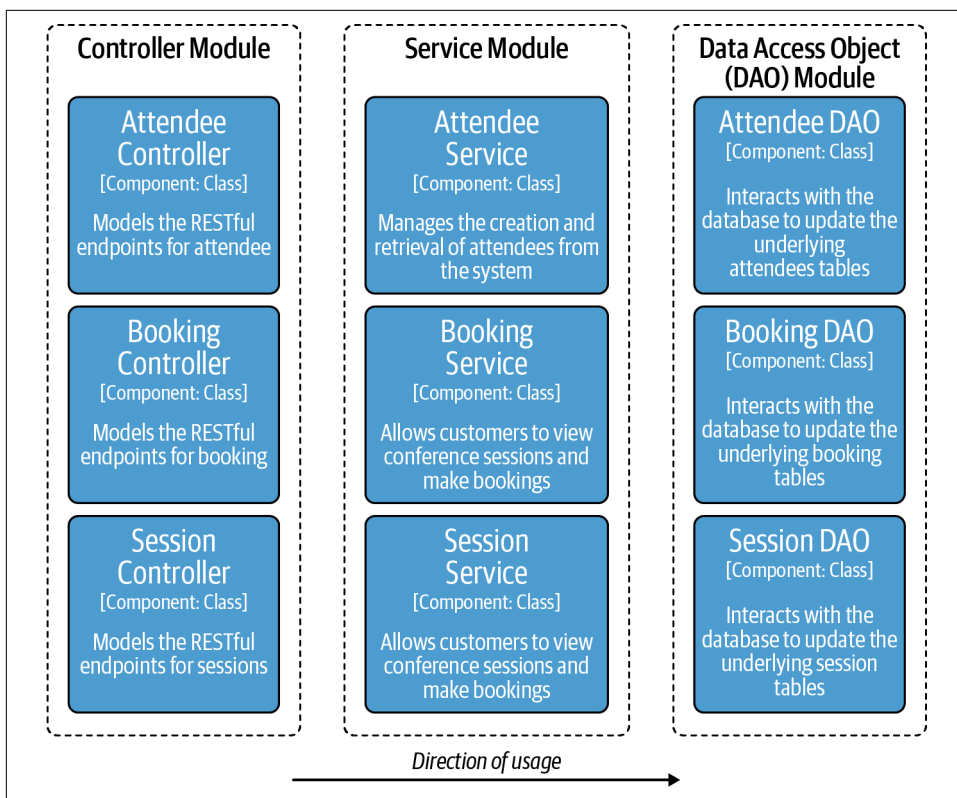 Controller Module
Attendee
Controller
[Component: Class]
Models the RESTful
endpoints for attendee
Booking
Controller
[Component: Class]
Models the RESTful
endpoints for booking
Session
Controller
[Component: Class]
Models the RESTful
endpoints for sessions
Service Module
Attendee
Service
[Component: Class]
Manages the creation and
retrieval of attendees from
the system
Booking
Service
[Component: Class]
Allows customers to view
conference sessions and
make bookings
Session
Service
[Component: Class]
Allows customers to view
conference sessions and
make bookings
Data Access Object
(DAO) Module
Attendee DAO
[Component: Class]
Interacts with the
database to update the
underlying
attendees tables
Booking DAO
[Component: Class]
Interacts with the
database to update the
underlying booking
tables
Session DAO
[Component: Class]
Interacts with the
database to update the
underlying session
tables
Direction of usage